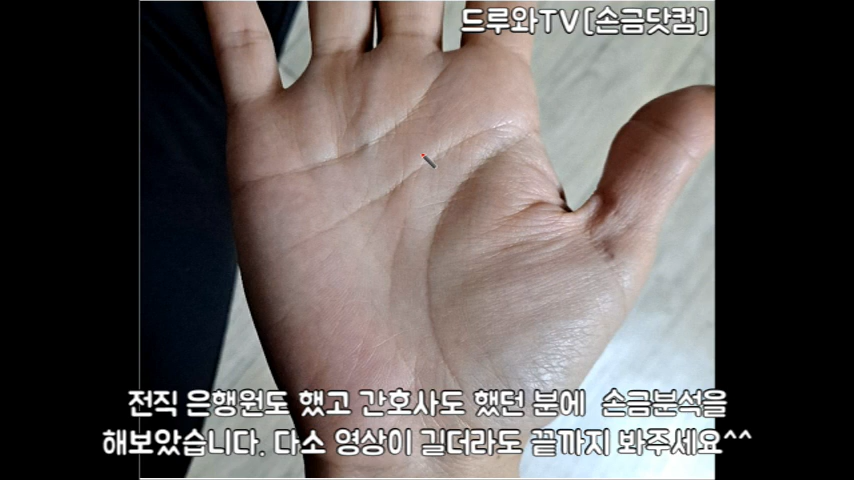 드루와TV[손금닷컴]
전직 은행원도 했고 간호사도 했던 분에 손금분석을
해보았습니다. 다소 영상이 길더라도 끝까지 봐주세요^^